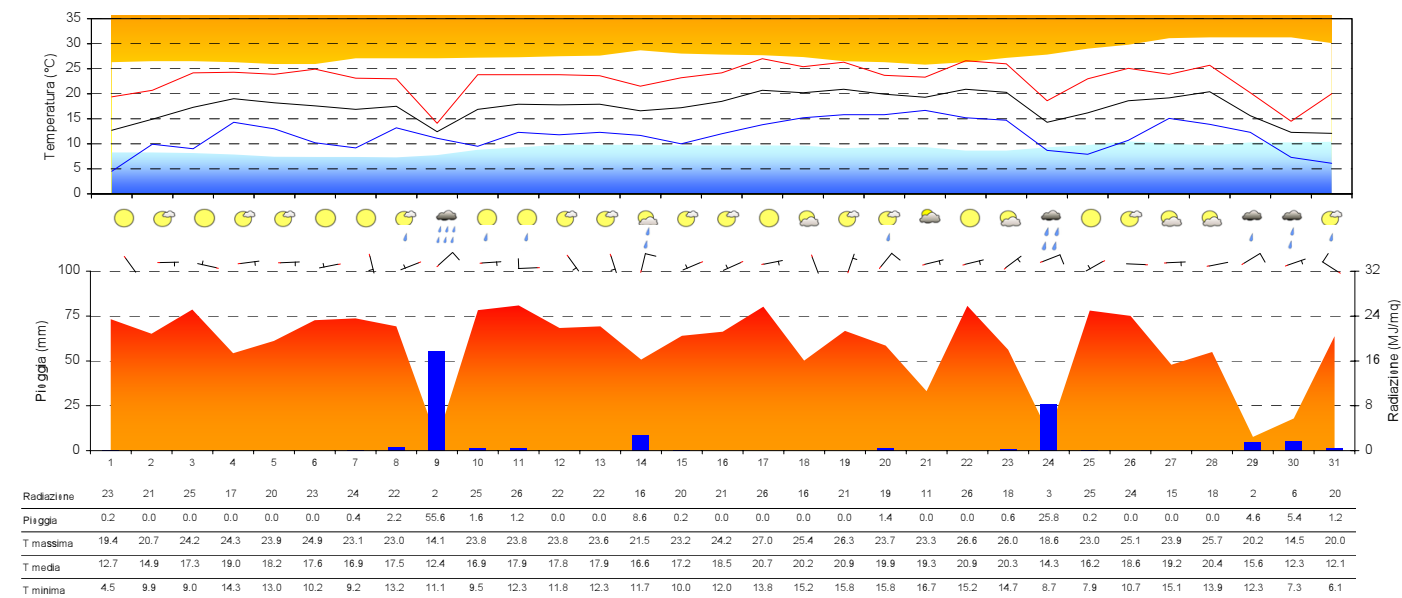 35
30
25
20
15
10
5
0
Temperatura (°C)
100
75
50
25
0
Pioggia (mm)
32
24
16
8
0
Radiazione (MJ/mq)
1 2 3 4 5 6 7 8 9 10 11 12 13 14 15 16 17 18 19 20 21 22 23 24 25 26 27 28 29 30 31
Radiazione 23 21 25 17 20 23 24 22 2 25 26 22 22 16 20 21 26 16 21 19 11 26 18 3 25 24 15 18 2 6 20
Pioggia 0.2 0.0 0.0 0.0 0.0 0.0 0.4 2.2 55.6 1.6 1.2 0.0 0.0 8.6 0.2 0.0 0.0 0.0 0.0 1.4 0.0 0.0 0.6 25.8 0.2 0.0 0.0 0.0 4.6 5.4 1.2
T massima 19.4 20.7 24.2 24.3 23.9 24.9 23.1 23.0 14.1 23.8 23.8 23.8 23.6 21.5 23.2 24.2 27.0 25.4 26.3 23.7 23.3 26.6 26.0 18.6 23.0 25.1 23.9 25.7 20.2 14.5 20.0
T media 12.7 14.9 17.3 19.0 18.2 17.6 16.9 17.5 12.4 16.9 17.9 17.8 17.9 16.6 17.2 18.5 20.7 20.2 20.9 19.9 19.3 20.9 20.3 14.3 16.2 18.6 19.2 20.4 15.6 12.3 12.1
T minima 4.5 9.9 9.0 14.3 13.0 10.2 9.2 13.2 11.1 9.5 12.3 11.8 12.3 11.7 10.0 12.0 13.8 15.2 15.8 15.8 16.7 15.2 14.7 8.7 7.9 10.7 15.1 13.9 12.3 7.3 6.1